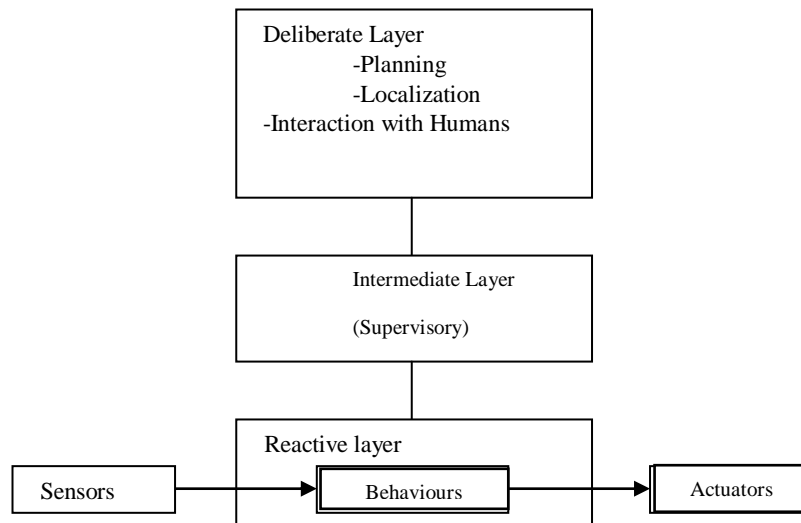 Deliberate Layer
-Planning
-Localization
-Interaction with Humans
Intermediate Layer
(Supervisory)
Reactive layer
Sensors
Behaviours
Actuators